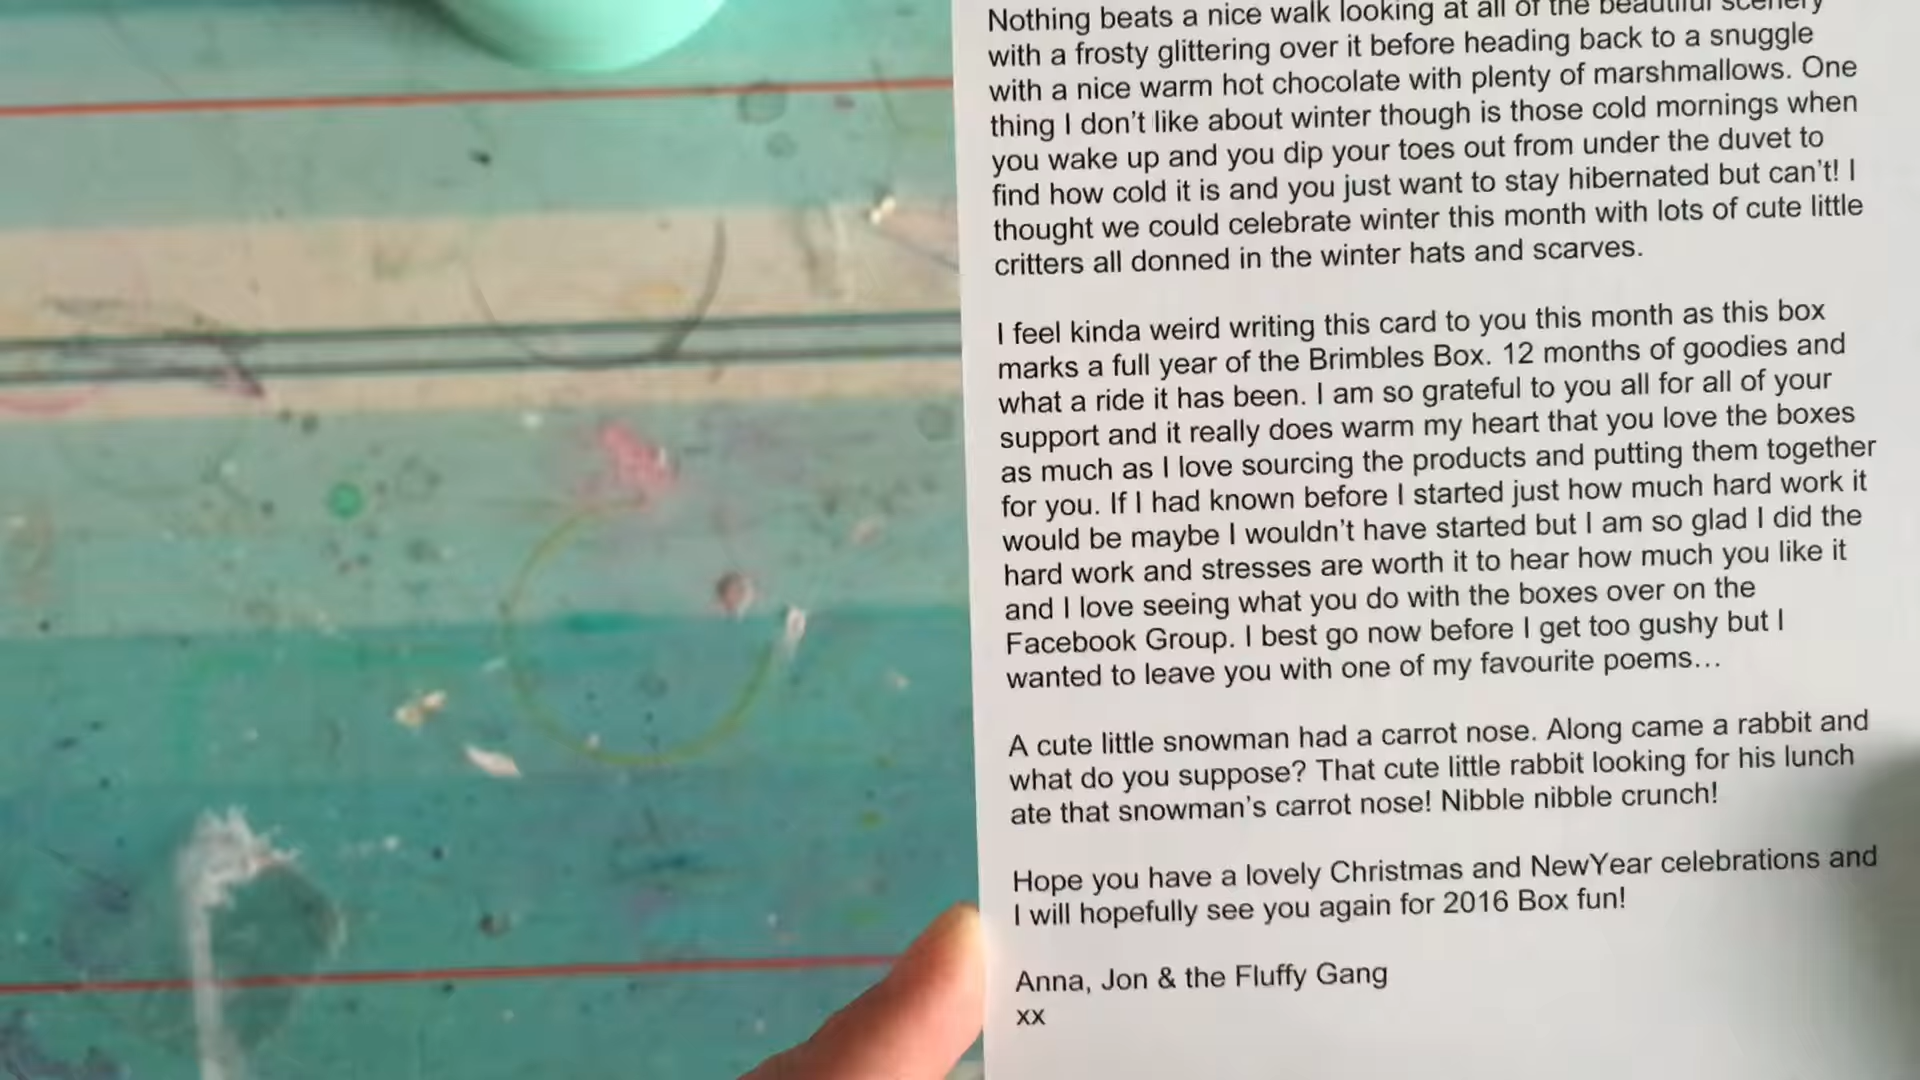 Nothing beats a nice walk looking at all of the beautiful scenery
with a frosty glittering over it before heading back to a snuggle
with a nice warm hot chocolate with plenty of marshmallows. One
thing I don't like about winter though is those cold mornings when
you wake up and you dip your toes out from under the duvet to
find how cold it is and you just want to stay hibernated but can't! I
thought we could celebrate winter this month with lots of cute little
critters all donned in the winter hats and scarves.
I feel kinda weird writing this card to you this month as this box
marks a full year of the Brimbles Box. 12 months of goodies and
what a ride it has been. I am so grateful to you all for all of your
support and it really does warm my heart that you love the boxes
as much as I love sourcing the products and putting them together
for you. If I had known before I started just how much hard work it
would be maybe I wouldn't have started but I am so glad I did the
hard work and stresses are worth it to hear how much you like it
and I love seeing what you do with the boxes over on the
Facebook Group. I best go now before I get too gushy but I
wanted to leave you with one of my favourite poems…
A cute little snowman had a carrot nose. Along came a rabbit and
what do you suppose? That cute little rabbit looking for his lunch
ate that snowman's carrot nose! Nibble nibble crunch!
Hope you have a lovely Christmas and NewYear celebrations and
I will hopefully see you again for 2016 Box fun!
Anna, Jon & the Fluffy Gang
xx